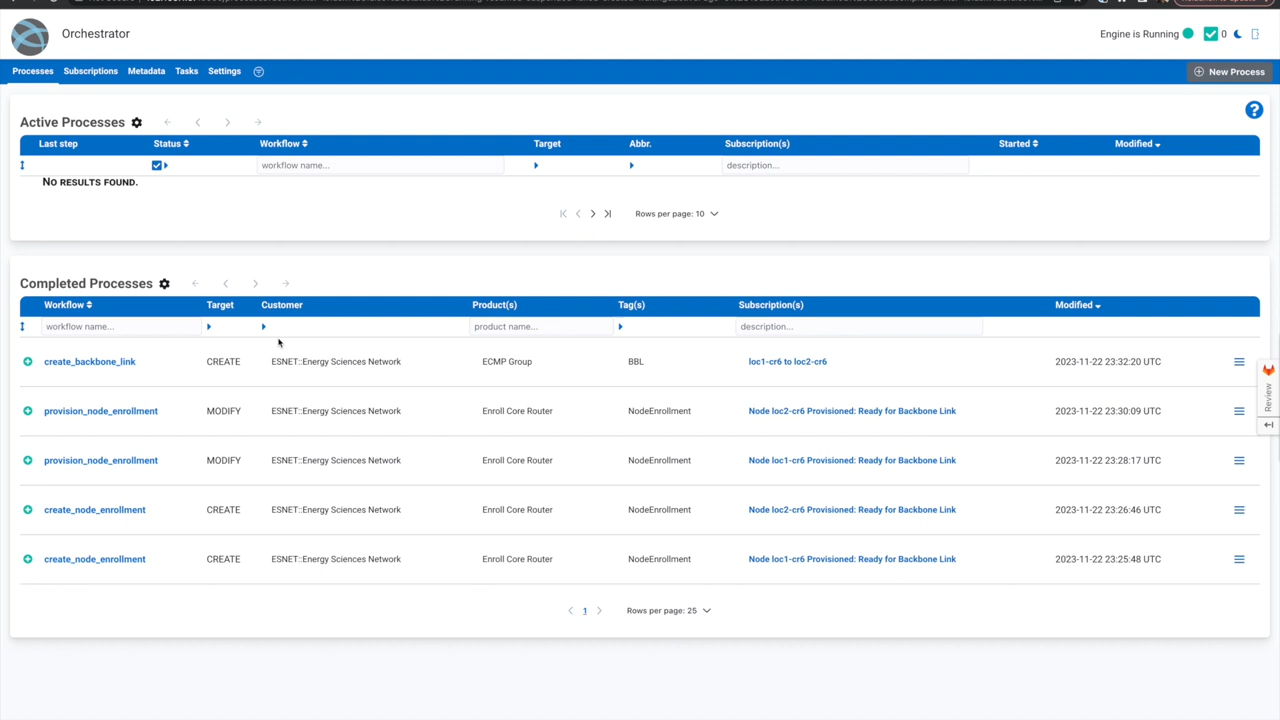 Orchestrator
Engine is Running 0
Processes Subscriptions Metadata Tasks Settings
New Process
Active Processes
Last step Status Workflow Target Abbr. Subscription(s) Started Modified
workflow name... description...
NO RESULTS FOUND.
Rows per page: 10
Completed Processes
Workflow Target Customer Product(s) Tag(s) Subscription(s) Modified
workflow name... product name... description...
create_backbone_link CREATE ESNET::Energy Sciences Network ECMP Group BBL loc1-cr6 to loc2-cr6 2023-11-22 23:32:20 UTC
provision_node_enrollment MODIFY ESNET::Energy Sciences Network Enroll Core Router NodeEnrollment Node loc2-cr6 Provisioned: Ready for Backbone Link 2023-11-22 23:30:09 UTC
provision_node_enrollment MODIFY ESNET::Energy Sciences Network Enroll Core Router NodeEnrollment Node loc1-cr6 Provisioned: Ready for Backbone Link 2023-11-22 23:28:17 UTC
create_node_enrollment CREATE ESNET::Energy Sciences Network Enroll Core Router NodeEnrollment Node loc2-cr6 Provisioned: Ready for Backbone Link 2023-11-22 23:26:46 UTC
create_node_enrollment CREATE ESNET::Energy Sciences Network Enroll Core Router NodeEnrollment Node loc1-cr6 Provisioned: Ready for Backbone Link 2023-11-22 23:25:48 UTC
1 Rows per page: 25
Review